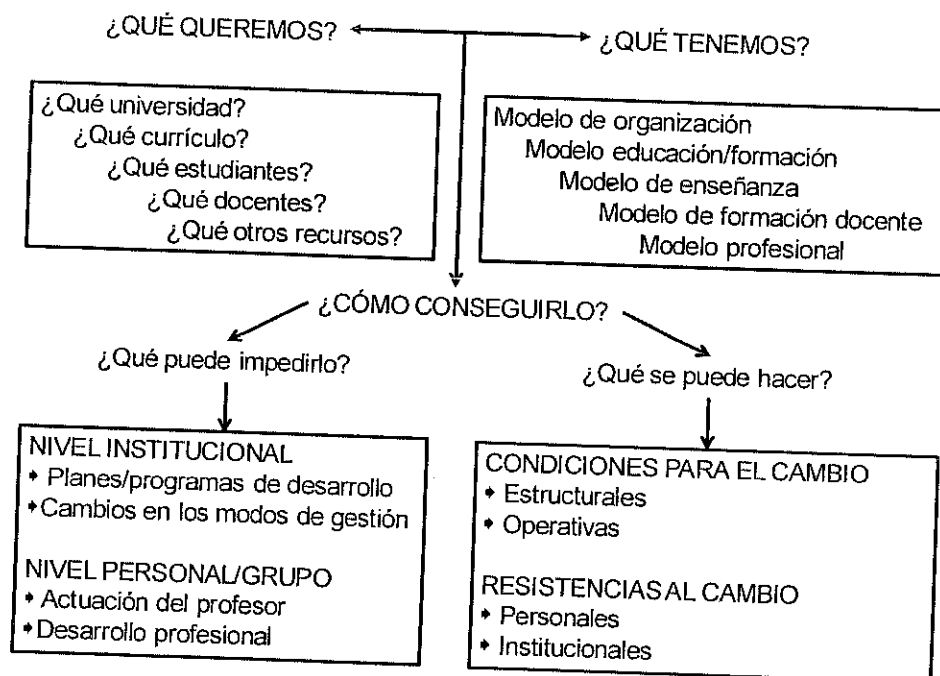 ¿QUÉ QUEREMOS?
¿QUÉ TENEMOS?
¿Qué universidad?
¿Qué currículo?
¿Qué estudiantes?
¿Qué docentes?
¿Qué otros recursos?
Modelo de organización
Modelo educación/formación
Modelo de enseñanza
Modelo de formación docente
Modelo profesional
¿CÓMO CONSEGUIRLO?
¿Qué puede impedirlo?
¿Qué se puede hacer?
NIVEL INSTITUCIONAL
Planes/programas de desarrollo
Cambios en los modos de gestión
NIVEL PERSONAL/GRUPO
Actuación del profesor
Desarrollo profesional
CONDICIONES PARA EL CAMBIO
Estructurales
Operativas
RESISTENCIAS AL CAMBIO
Personales
Institucionales